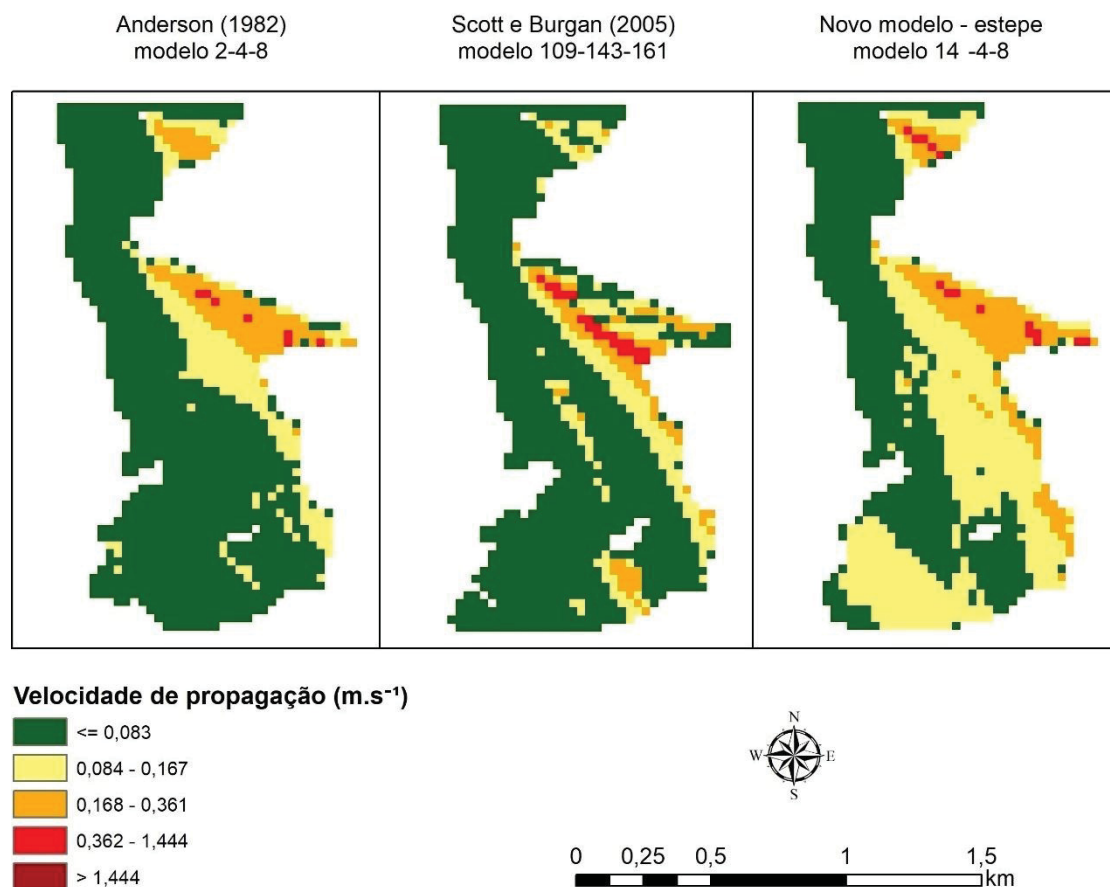 Anderson (1982)
modelo 2-4-8
Scott e Burgan (2005)
modelo 109-143-161
Novo modelo - estepe
modelo 14 -4-8
Velocidade de propagação (m.s⁻¹)
<= 0,083
0,084 - 0,167
0,168 - 0,361
0,362 - 1,444
> 1,444
N
W E
S
0 0,25 0,5 1 1,5
km